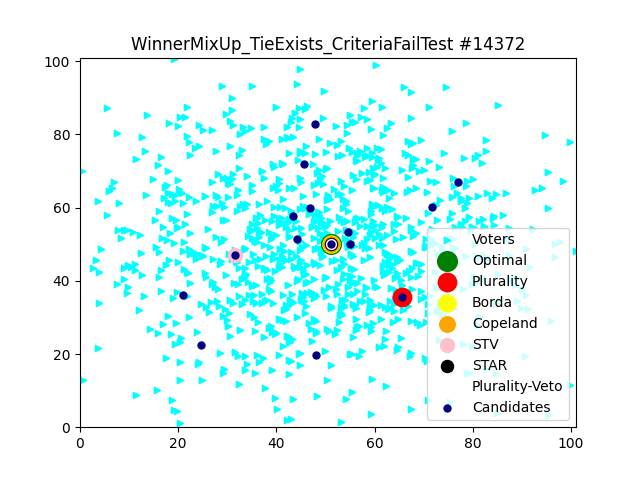 WinnerMixUp_TieExists_CriteriaFailTest #14372
100
80
60
40
20
0
0
20
40
60
80
100
Voters
Optimal
Plurality
Borda
Copeland
STV
STAR
Plurality-Veto
Candidates